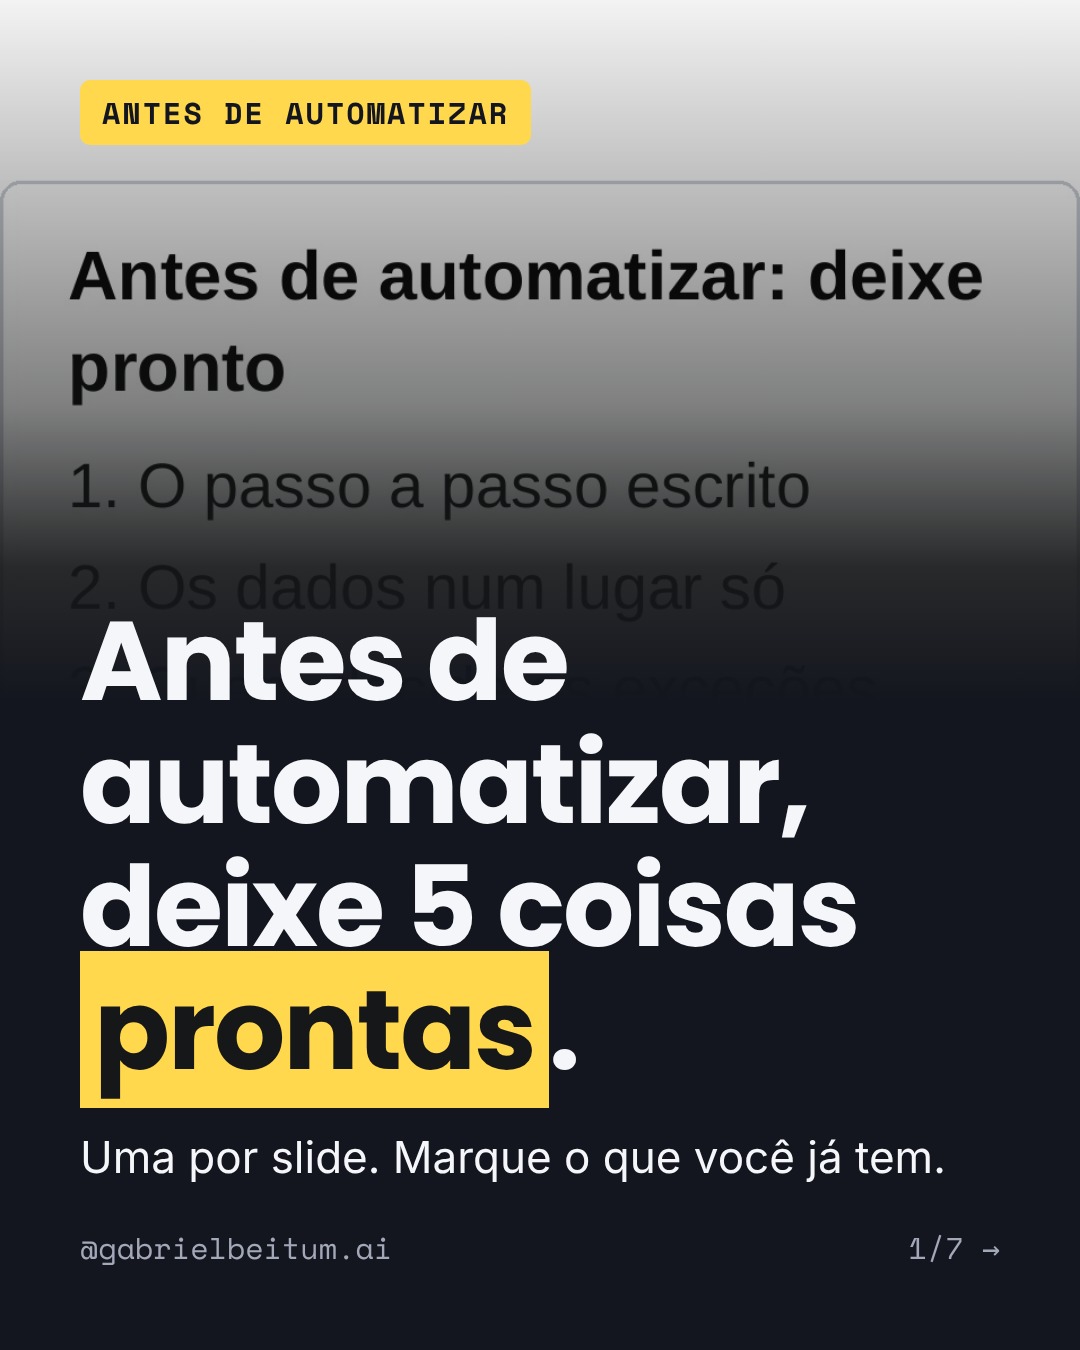 ANTES DE AUTOMATIZAR
Antes de automatizar: deixe
pronto
1. O passo a passo escrito
2. Os dados num lugar só
exceções
Antes de
automatizar,
deixe 5 coisas
prontas.
Uma por slide. Marque o que você já tem.
@gabrielbeitum.ai
1/7 →